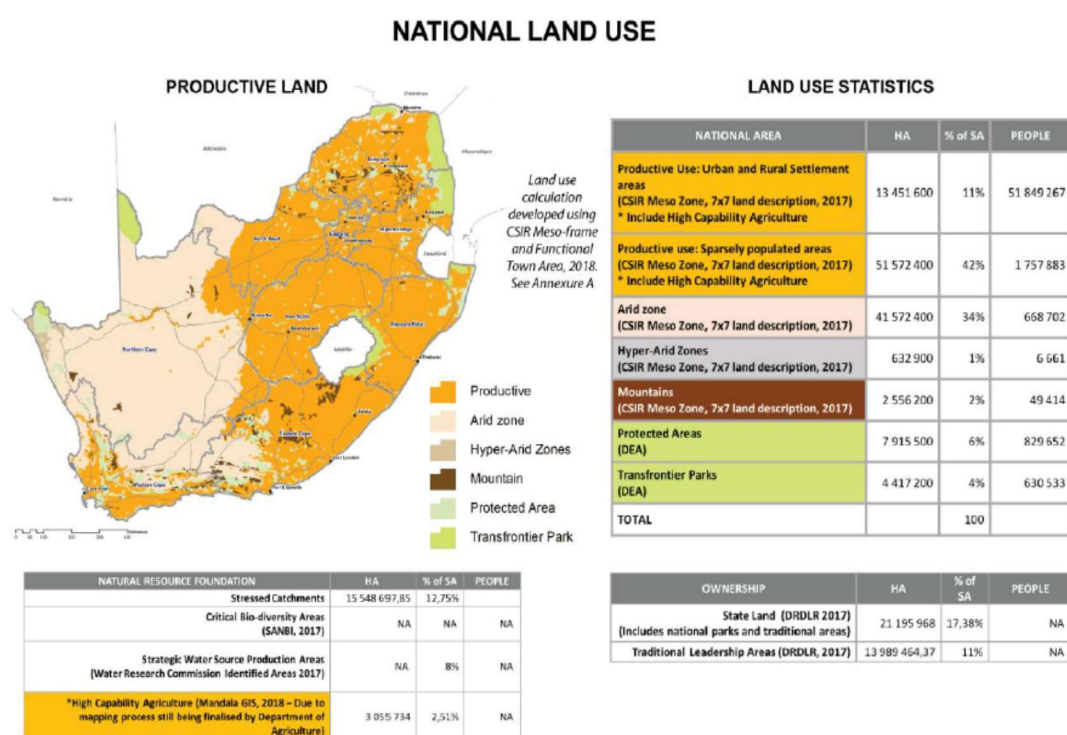 NATIONAL LAND USE
PRODUCTIVE LAND
Zimbabwe
Botswana
Namibia
North West
Northern Cape
Eastern Cape
Western Cape
East London
Lesotho
Land use
calculation
developed using
CSIR Meso-frame
and Functional
Town Area, 2018.
See Annexure A
Productive
Arid zone
Hyper-Arid Zones
Mountain
Protected Area
Transfrontier Park
LAND USE STATISTICS
NATIONAL AREA HA % of SA PEOPLE
Productive Use: Urban and Rural Settlement
areas
(CSIR Meso Zone, 7x7 land description, 2017)
* Include High Capability Agriculture
13 451 600 11% 51 849 267
Productive use: Sparsely populated areas
(CSIR Meso Zone, 7x7 land description, 2017)
* Include High Capability Agriculture
51 572 400 42% 1 757 883
Arid zone
(CSIR Meso Zone, 7x7 land description, 2017)
41 572 400 34% 668 702
Hyper-Arid Zones
(CSIR Meso Zone, 7x7 land description, 2017)
632 900 1% 6 661
Mountains
(CSIR Meso Zone, 7x7 land description, 2017)
2 556 200 2% 49 414
Protected Areas
(DEA)
7 915 500 6% 829 652
Transfrontier Parks
(DEA)
4 417 200 4% 630 533
TOTAL 100
NATURAL RESOURCE FOUNDATION HA % of SA PEOPLE
Stressed Catchments 15 548 697,85 12,75%
Critical Bio-diversity Areas
(SANBI, 2017)
NA NA NA
Strategic Water Source Production Areas
(Water Research Commission Identified Areas 2017)
NA 8% NA
*High Capability Agriculture (Mandala GIS, 2018 – Due to
mapping process still being finalised by Department of
Agriculture)
3 055 734 2,51% NA
OWNERSHIP HA % of
SA PEOPLE
State Land (DRDLR 2017)
(Includes national parks and traditional areas)
21 195 968 17,38% NA
Traditional Leadership Areas (DRDLR, 2017) 13 989 464,37 11% NA